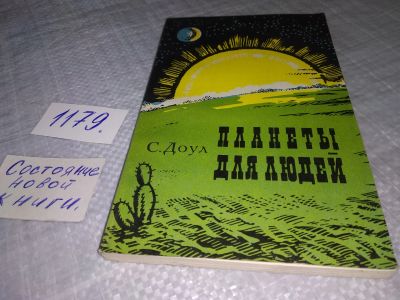 1179.
Состояние
новой
книги.
С. Доул
ПЛАНЕТЫ
ДЛЯ ЛЮДЕЙ